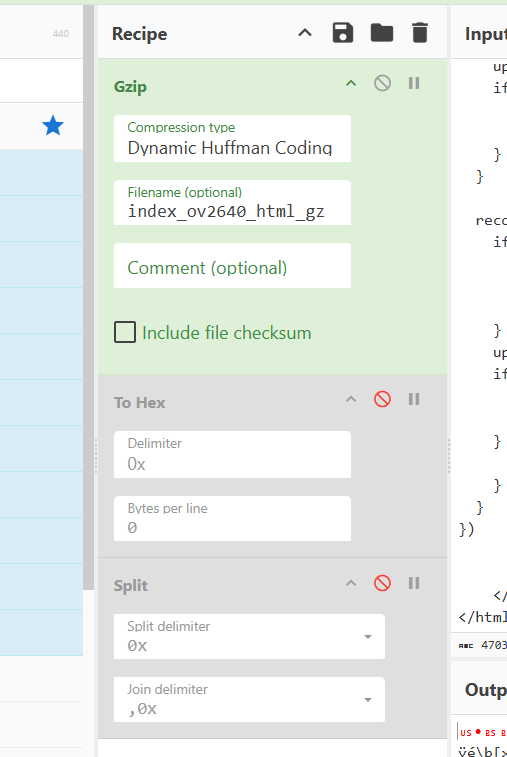 440
Recipe
Gzip
Compression type
Dynamic Huffman Coding
Filename (optional)
index_ov2640_html_gz
Comment (optional)
Include file checksum
To Hex
Delimiter
0x
Bytes per line
0
Split
Split delimiter
0x
Join delimiter
,0x
Input
up
if
}
}
reco
if
}
up
if
}
}
}
})
</
</html
ABC 4703
Outp
US • BS
ÿé\b[